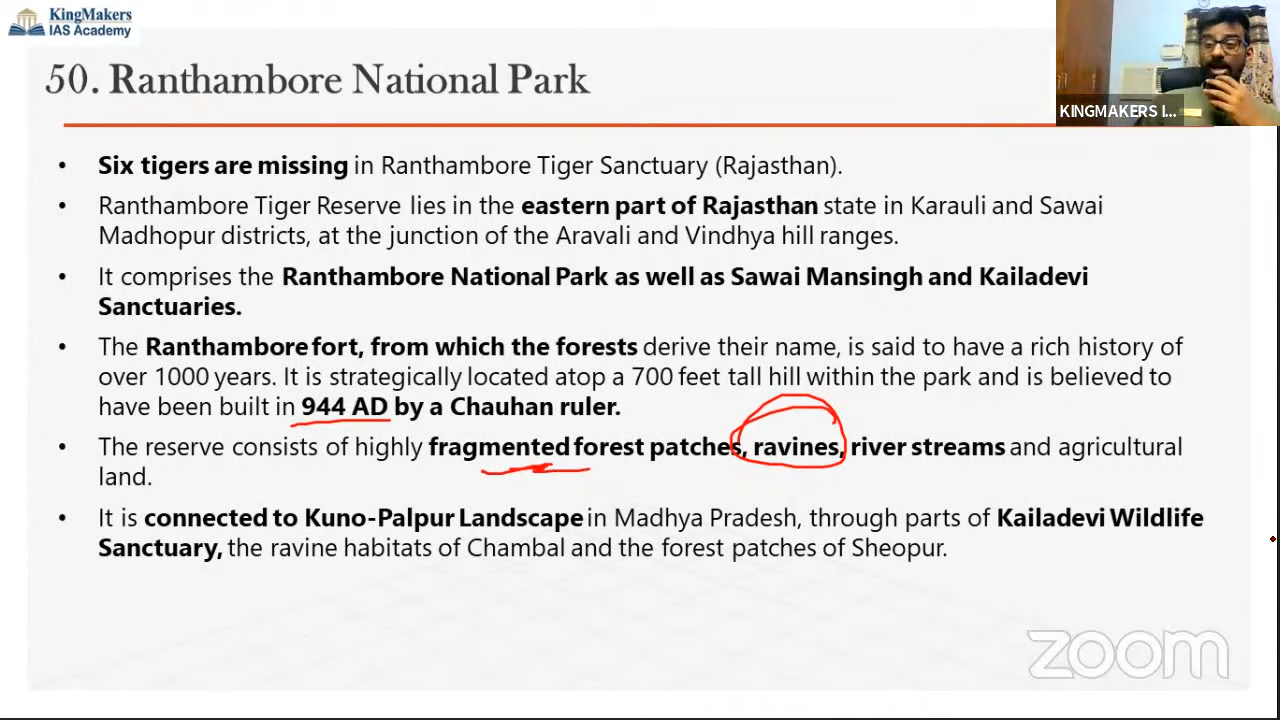 KingMakers
IAS Academy
50. Ranthambore National Park
KINGMAKERS I...
• Six tigers are missing in Ranthambore Tiger Sanctuary (Rajasthan).
• Ranthambore Tiger Reserve lies in the eastern part of Rajasthan state in Karauli and Sawai
Madhopur districts, at the junction of the Aravali and Vindhya hill ranges.
• It comprises the Ranthambore National Park as well as Sawai Mansingh and Kailadevi
Sanctuaries.
• The Ranthambore fort, from which the forests derive their name, is said to have a rich history of
over 1000 years. It is strategically located atop a 700 feet tall hill within the park and is believed to
have been built in 944 AD by a Chauhan ruler.
• The reserve consists of highly fragmented forest patches, ravines, river streams and agricultural
land.
• It is connected to Kuno-Palpur Landscape in Madhya Pradesh, through parts of Kailadevi Wildlife
Sanctuary, the ravine habitats of Chambal and the forest patches of Sheopur.
zoom